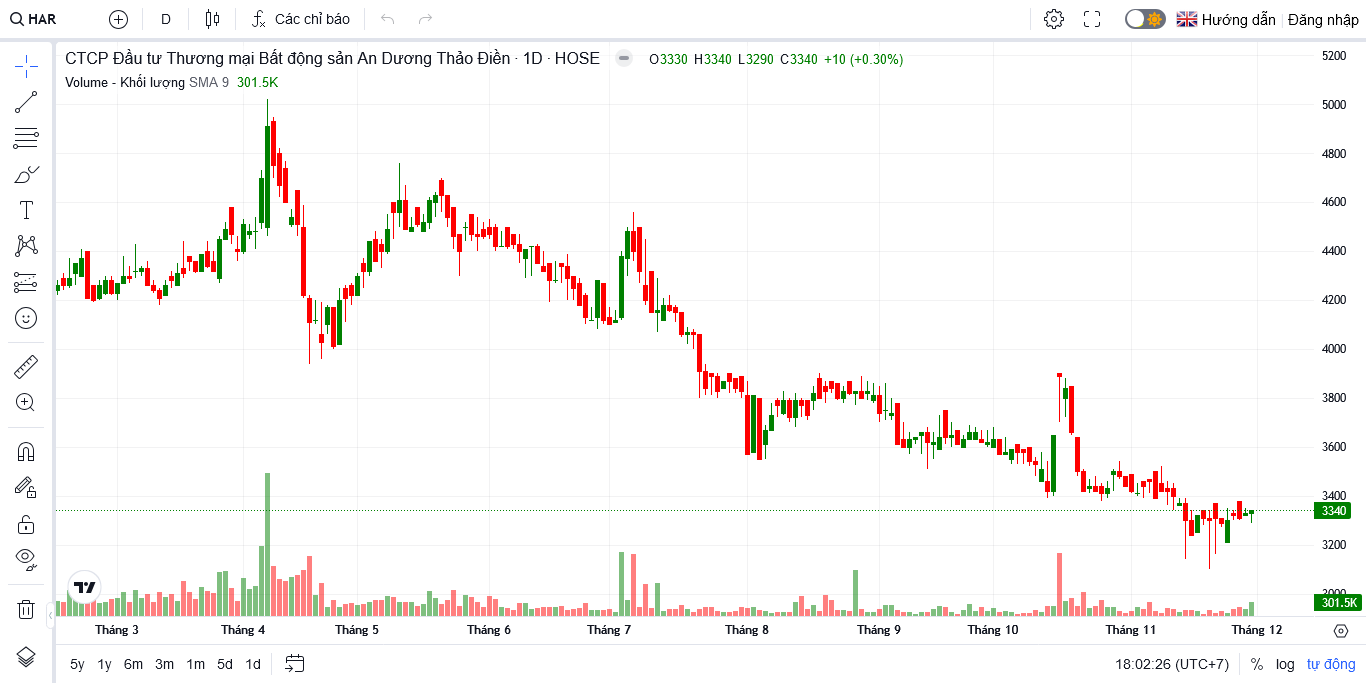 HAR D Các chỉ báo Hướng dẫn Đăng nhập
CTCP Đầu tư Thương mại Bất động sản An Dương Thảo Điền · 1D · HOSE O3330 H3340 L3290 C3340 +10 (+0.30%)
Volume - Khối lượng SMA 9 301.5K
5200
5000
4800
4600
4400
4200
4000
3800
3600
3400
3340
3200
2000
301.5K
Tháng 3 Tháng 4 Tháng 5 Tháng 6 Tháng 7 Tháng 8 Tháng 9 Tháng 10 Tháng 11 Tháng 12
5y 1y 6m 3m 1m 5d 1d 18:02:26 (UTC+7) % log tự động